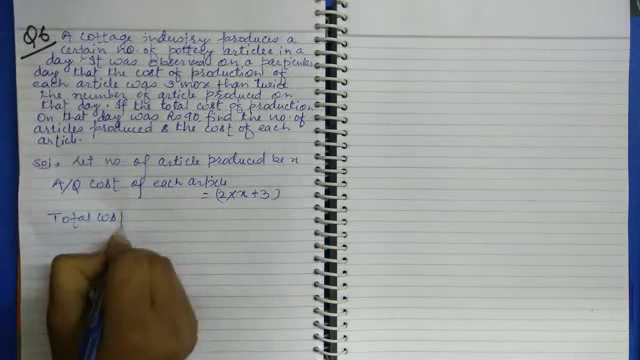 Q6 A cottage industry produces a
certain no. of pottery articles in a
day. It was observed on a particular
day that the cost of production of
each article was 3 more than twice
the number of article produced on
that day. If the total cost of production
on that day was Rs 90, find the no. of
articles produced & the cost of each
article.
Sol. Let no. of article produced be x
A/Q cost of each article
= (2×x+3)
Total cos